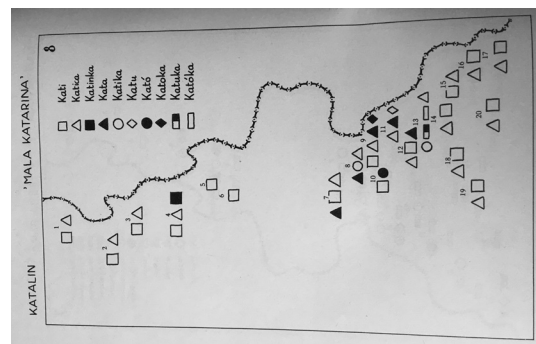 KATALIN 'MALA KATARINA'
8
Kati
Katica
Katinka
Kata
Katika
Katu
Kató
Katoka
Katuka
Katóka
1
2
3
4
5
6
7
8
9
10
11
12
13
14
15
16
17
18
19
20